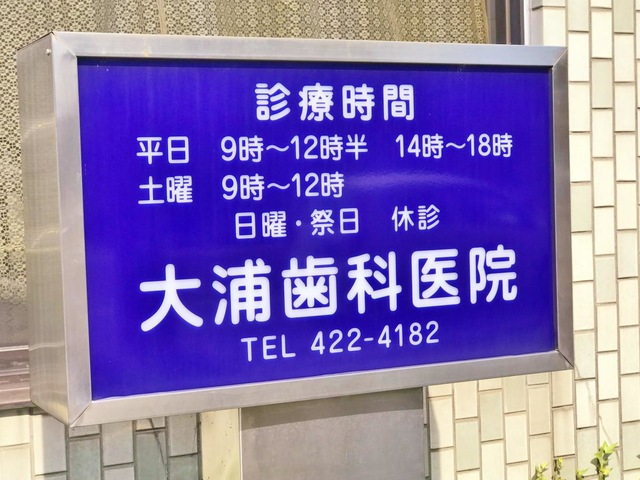 診療時間
平日　9時〜12時半　14時〜18時
土曜　9時〜12時
日曜・祭日　休診
大浦歯科医院
TEL 422-4182